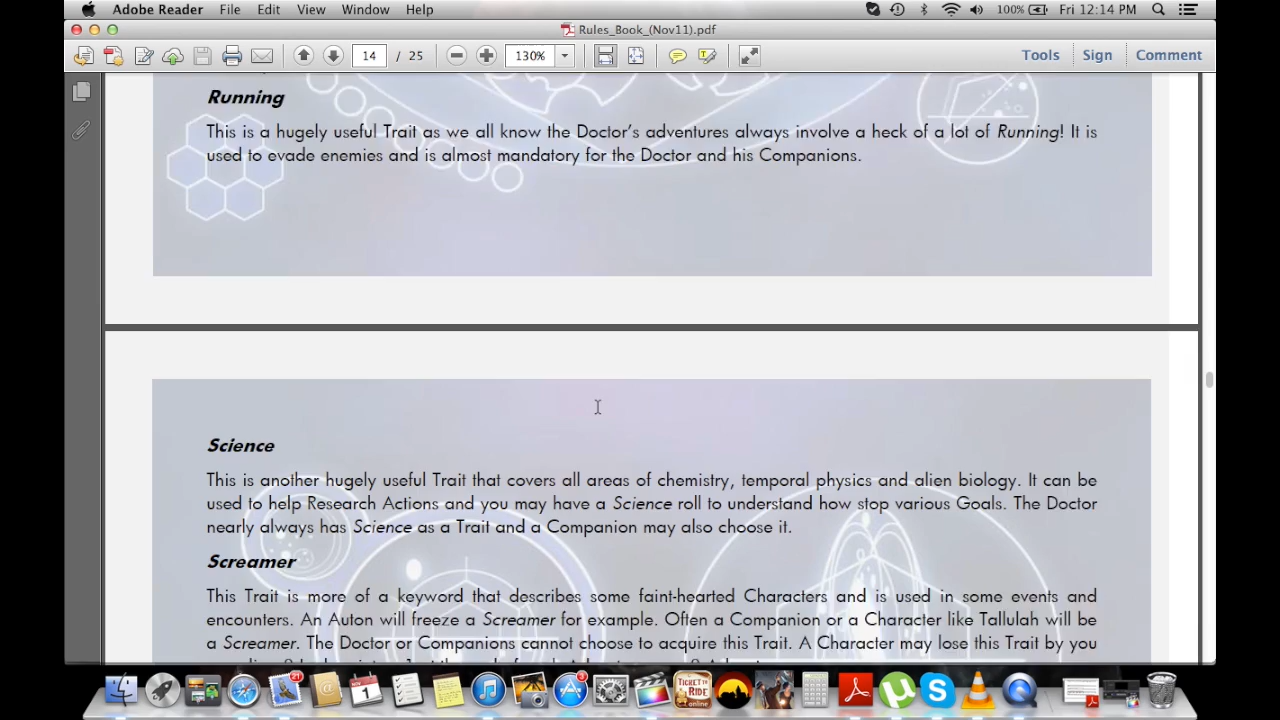 Adobe Reader File Edit View Window Help 100% Fri 12:14 PM
Rules_Book_(Nov11).pdf
14 / 25 130% Tools Sign Comment
Running
This is a hugely useful Trait as we all know the Doctor's adventures always involve a heck of a lot of Running! It is
used to evade enemies and is almost mandatory for the Doctor and his Companions.
Science
This is another hugely useful Trait that covers all areas of chemistry, temporal physics and alien biology. It can be
used to help Research Actions and you may have a Science roll to understand how stop various Goals. The Doctor
nearly always has Science as a Trait and a Companion may also choose it.
Screamer
This Trait is more of a keyword that describes some faint-hearted Characters and is used in some events and
encounters. An Auton will freeze a Screamer for example. Often a Companion or a Character like Tallulah will be
a Screamer. The Doctor or Companions cannot choose to acquire this Trait. A Character may lose this Trait by you
21 1 3 TICKET TO RIDE online